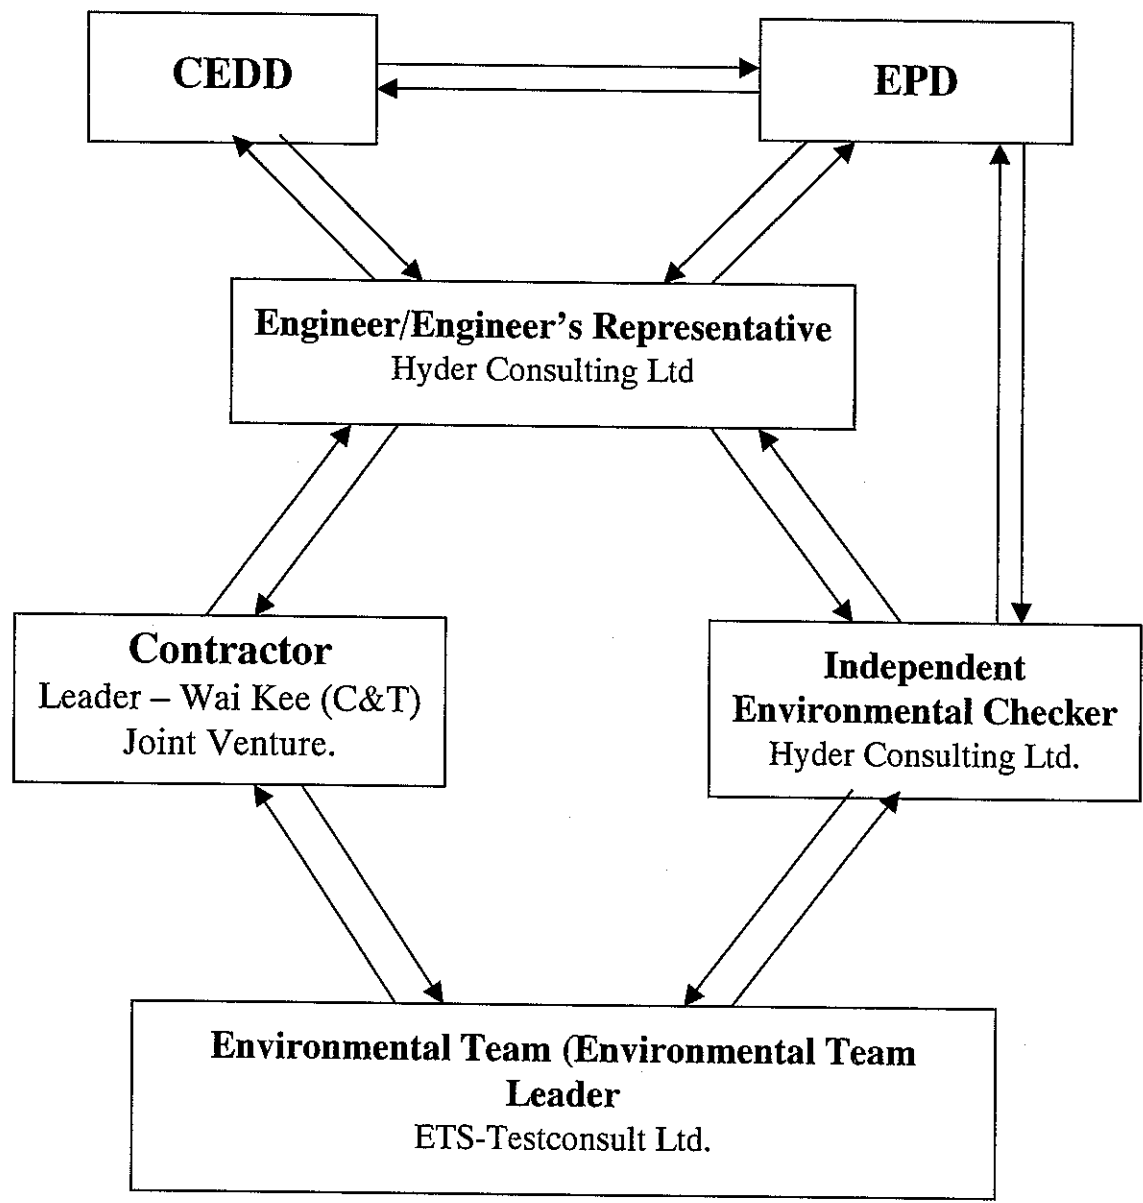 CEDD
EPD
Engineer/Engineer's Representative
Hyder Consulting Ltd
Contractor
Leader – Wai Kee (C&T)
Joint Venture.
Independent
Environmental Checker
Hyder Consulting Ltd.
Environmental Team (Environmental Team
Leader
ETS-Testconsult Ltd.